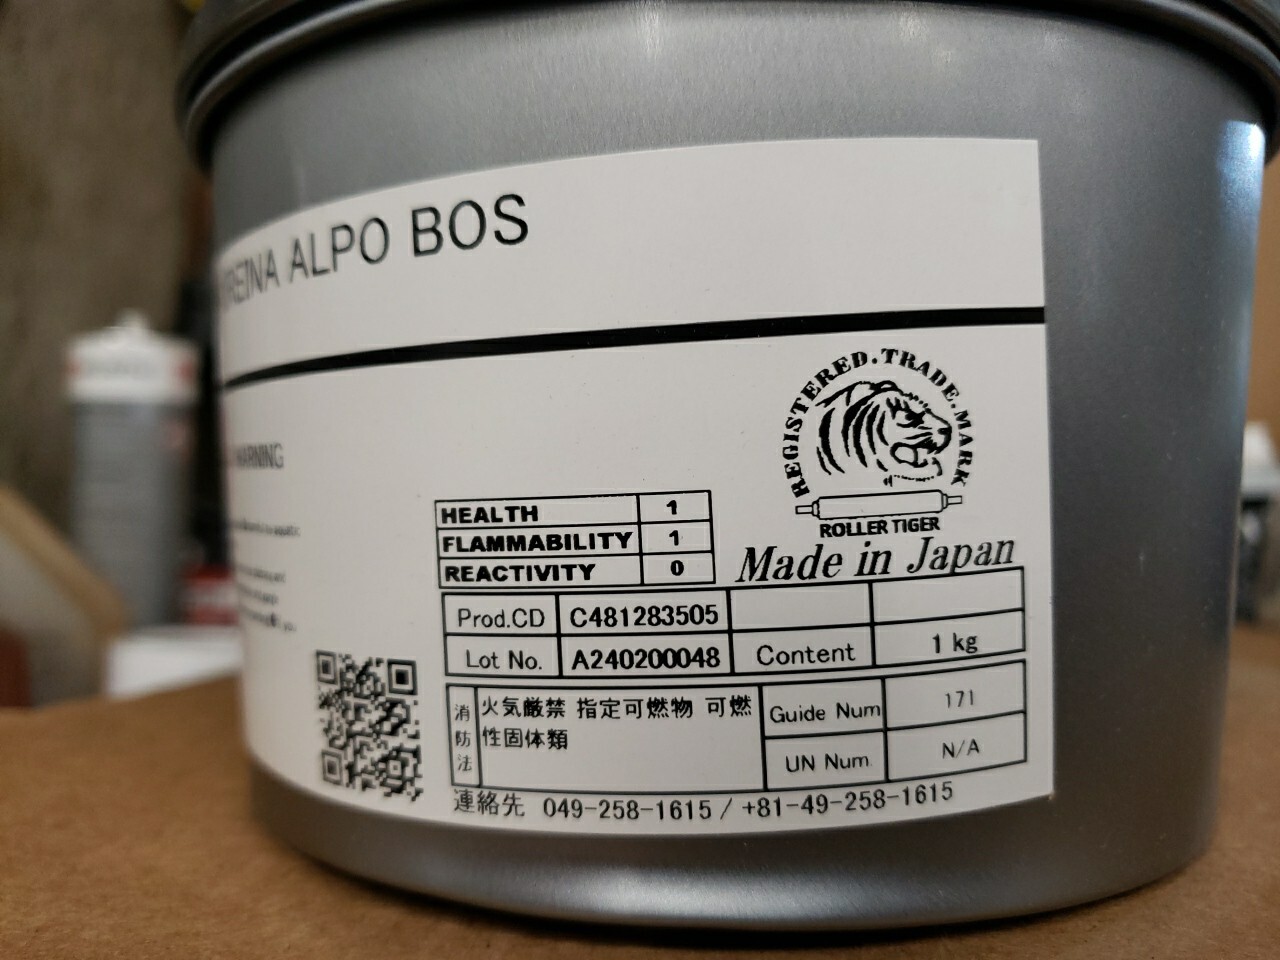 REINA ALPO BOS
WARNING
REGISTERED.TRADE.MARK
ROLLER TIGER
Made in Japan
HEALTH 1
FLAMMABILITY 1
REACTIVITY 0
Prod.CD C481283505
Lot No. A240200048 Content 1 kg
消防法 火気厳禁 指定可燃物 可燃
性固体類
Guide Num 171
UN Num N/A
連絡先 049-258-1615 / +81-49-258-1615